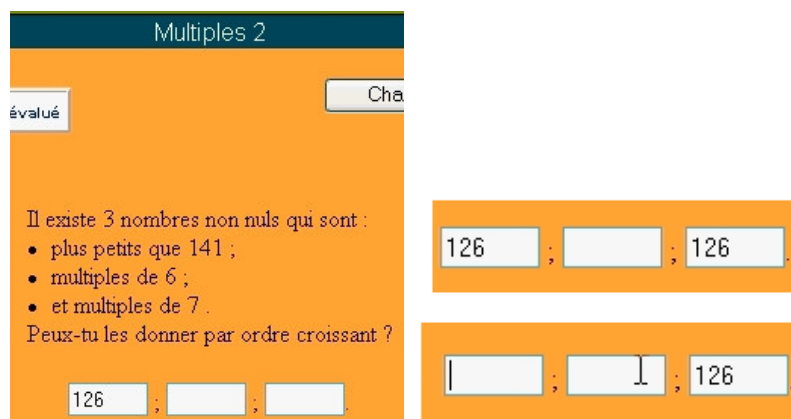 Multiples 2
Cha
évalué
Il existe 3 nombres non nuls qui sont :
• plus petits que 141 ;
• multiples de 6 ;
• et multiples de 7 .
Peux-tu les donner par ordre croissant ?
126 ; ; .
126 ; ; 126 .
; ; 126